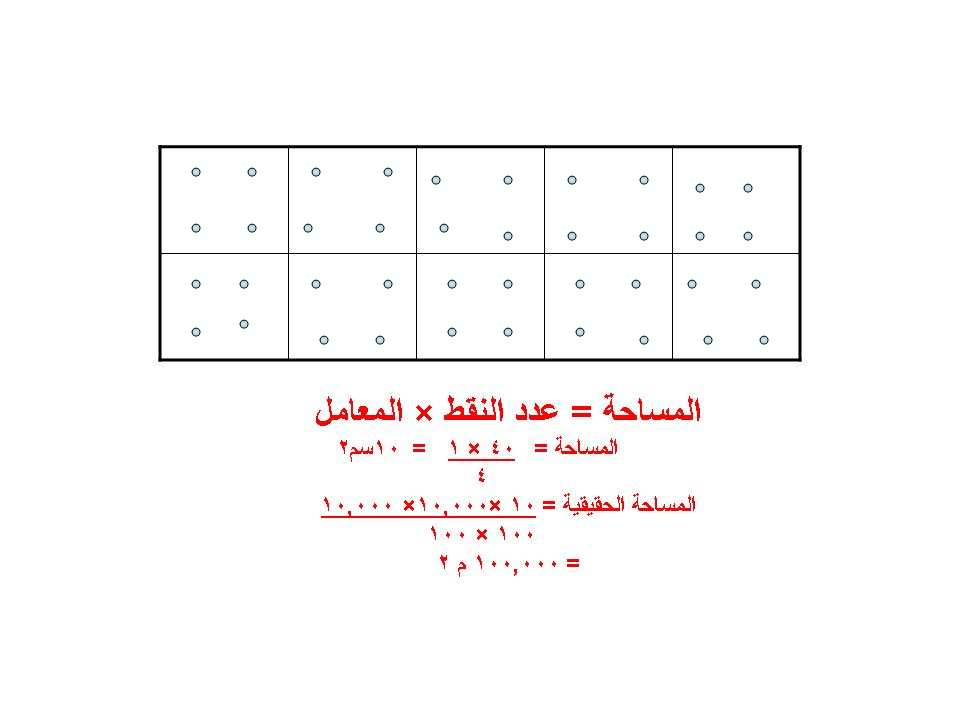 المساحة = عدد النقط × المعامل
المساحة = ٤٠ × ١ = ١٠سم٢
٤
المساحة الحقيقية = ١٠ ×١٠,٠٠٠× ١٠,٠٠٠
١٠٠ × ١٠٠
= ١٠٠,٠٠٠ م ٢